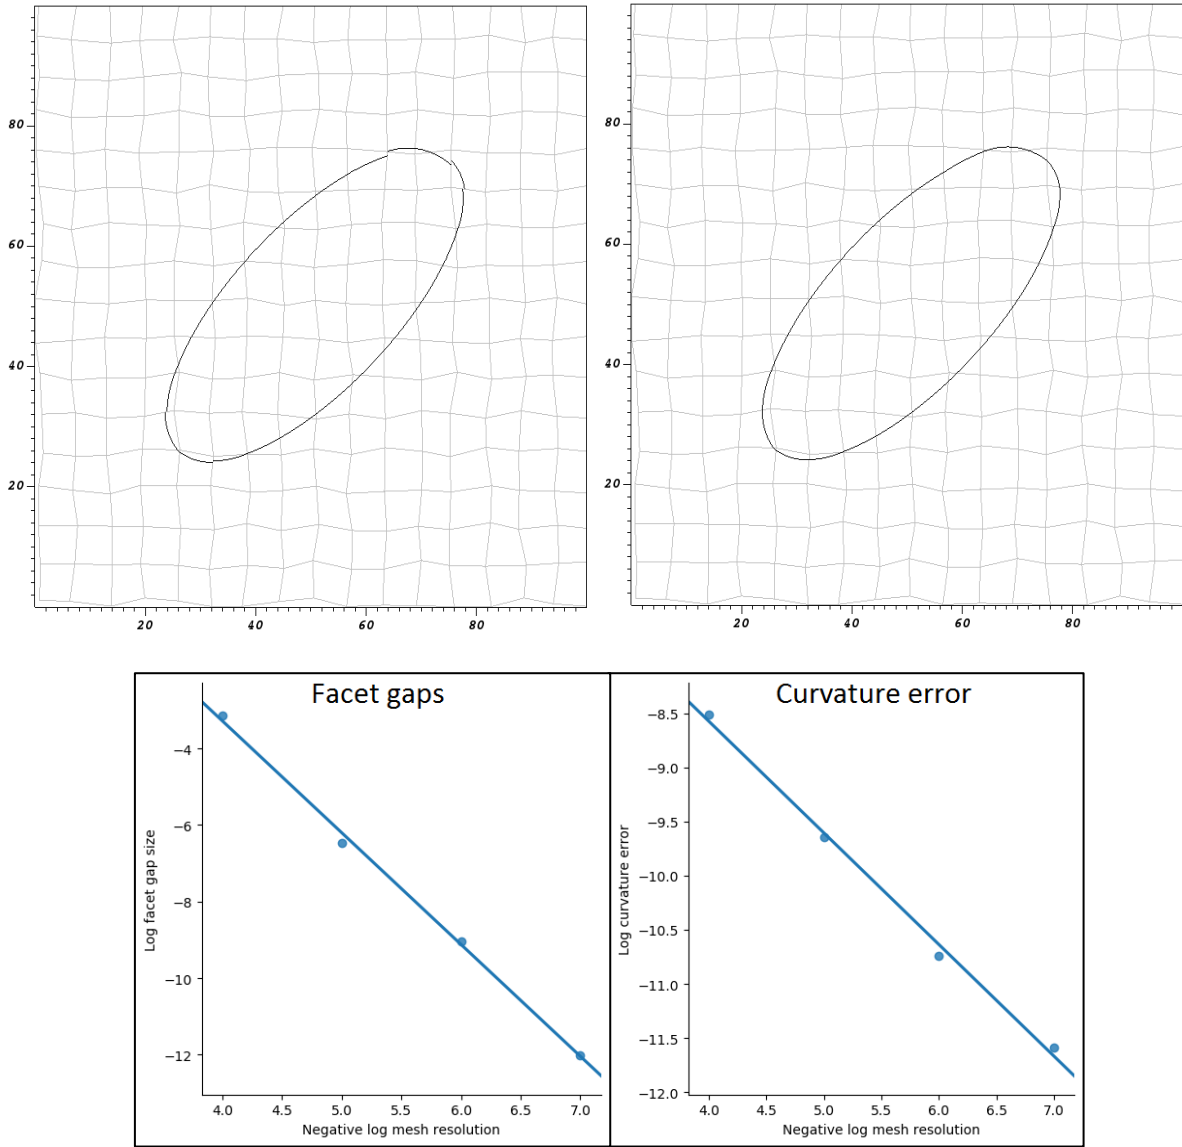 80
60
40
20
20 40 60 80
80
60
40
20
20 40 60 80
Facet gaps
Log facet gap size
−4
−6
−8
−10
−12
4.0 4.5 5.0 5.5 6.0 6.5 7.0
Negative log mesh resolution
Curvature error
Log curvature error
−8.5
−9.0
−9.5
−10.0
−10.5
−11.0
−11.5
−12.0
4.0 4.5 5.0 5.5 6.0 6.5 7.0
Negative log mesh resolution